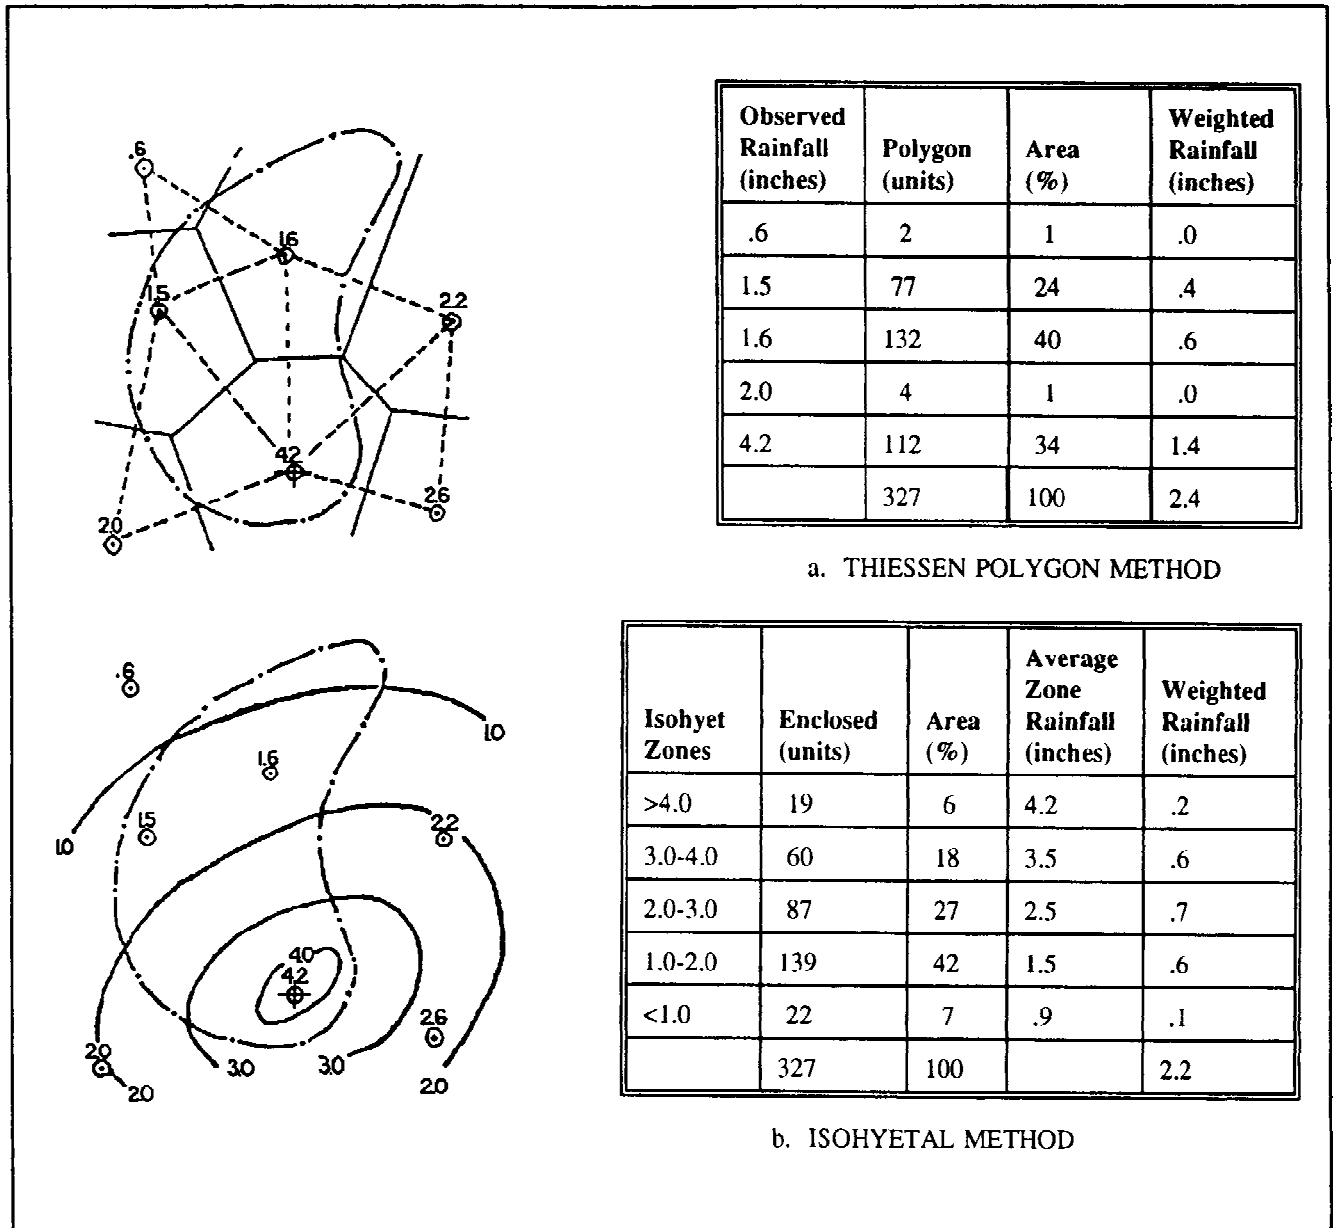 .6
1.6
1.5
2.2
4.2
2.6
2.0
Observed Rainfall (inches) Polygon (units) Area (%) Weighted Rainfall (inches)
.6 2 1 .0
1.5 77 24 .4
1.6 132 40 .6
2.0 4 1 .0
4.2 112 34 1.4
327 100 2.4
a. THIESSEN POLYGON METHOD
.6
1.0
1.6
1.5
2.2
1.0
4.0
4.2
2.6
2.0
3.0
3.0
2.0
2.0
Isohyet Zones Enclosed (units) Area (%) Average Zone Rainfall (inches) Weighted Rainfall (inches)
>4.0 19 6 4.2 .2
3.0-4.0 60 18 3.5 .6
2.0-3.0 87 27 2.5 .7
1.0-2.0 139 42 1.5 .6
<1.0 22 7 .9 .1
327 100 2.2
b. ISOHYETAL METHOD